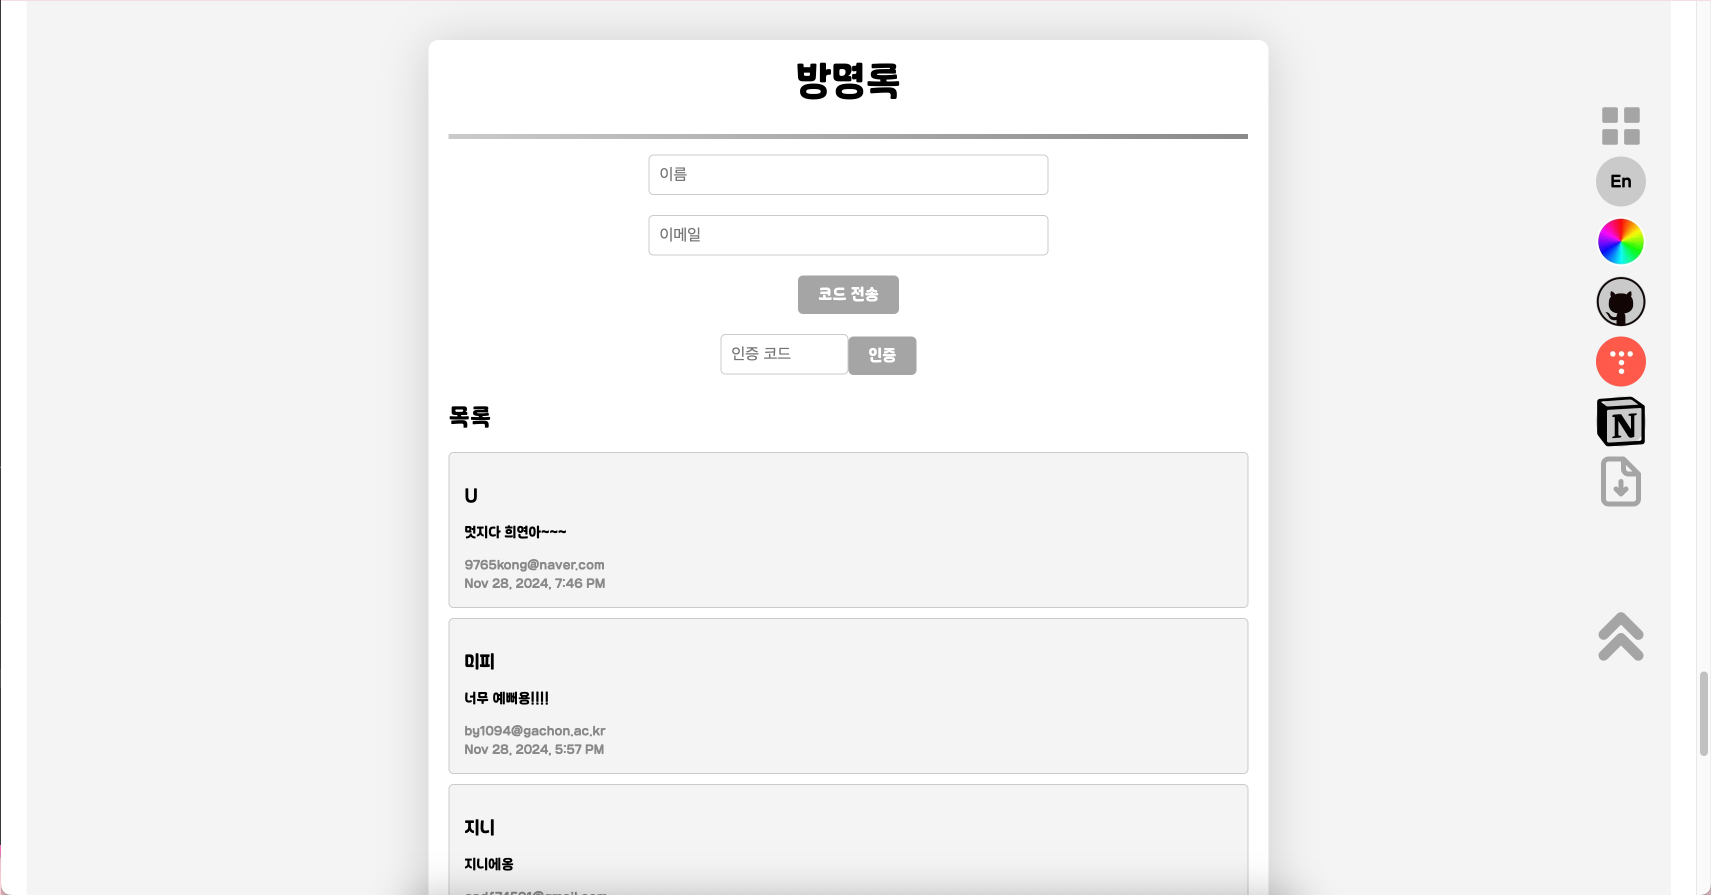 방명록
이름
이메일
코드 전송
인증 코드
인증
목록
U
멋지다 희연아~~~
9765kong@naver.com
Nov 28, 2024, 7:46 PM
미피
너무 예뻐용!!!!
by1094@gachon.ac.kr
Nov 28, 2024, 5:57 PM
지니
지니에용
En
N